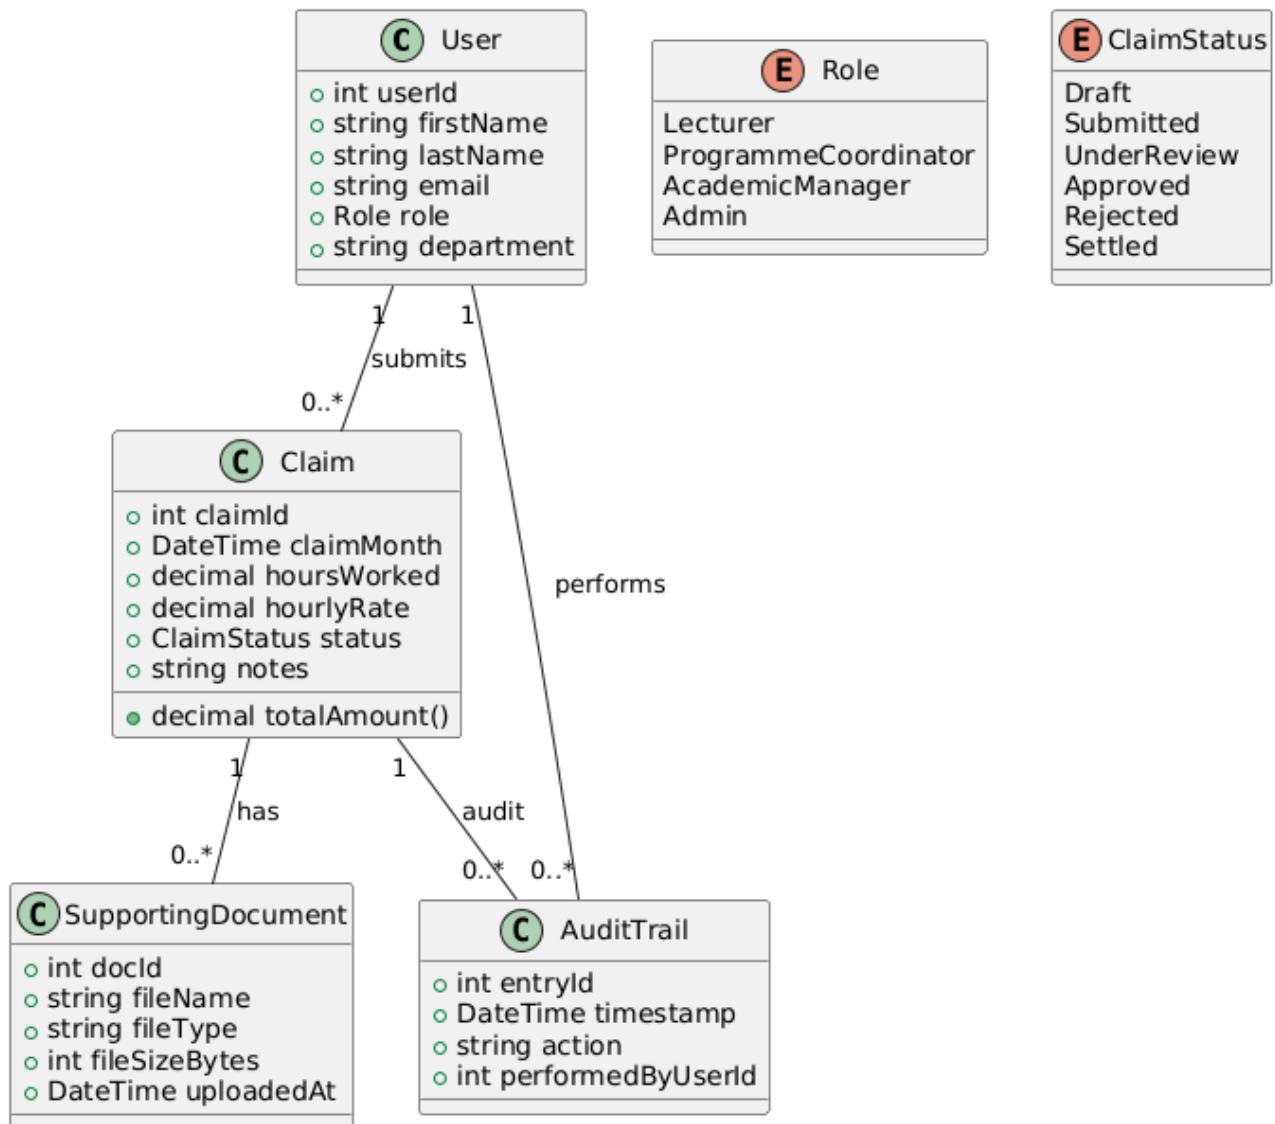 C User
int userId
string firstName
string lastName
string email
Role role
string department
E Role
Lecturer
ProgrammeCoordinator
AcademicManager
Admin
E ClaimStatus
Draft
Submitted
UnderReview
Approved
Rejected
Settled
1
1
submits
0..*
performs
C Claim
int claimId
DateTime claimMonth
decimal hoursWorked
decimal hourlyRate
ClaimStatus status
string notes
decimal totalAmount()
1
1
has
audit
0..*
0..*
0..*
C SupportingDocument
int docId
string fileName
string fileType
int fileSizeBytes
DateTime uploadedAt
C AuditTrail
int entryId
DateTime timestamp
string action
int performedByUserId